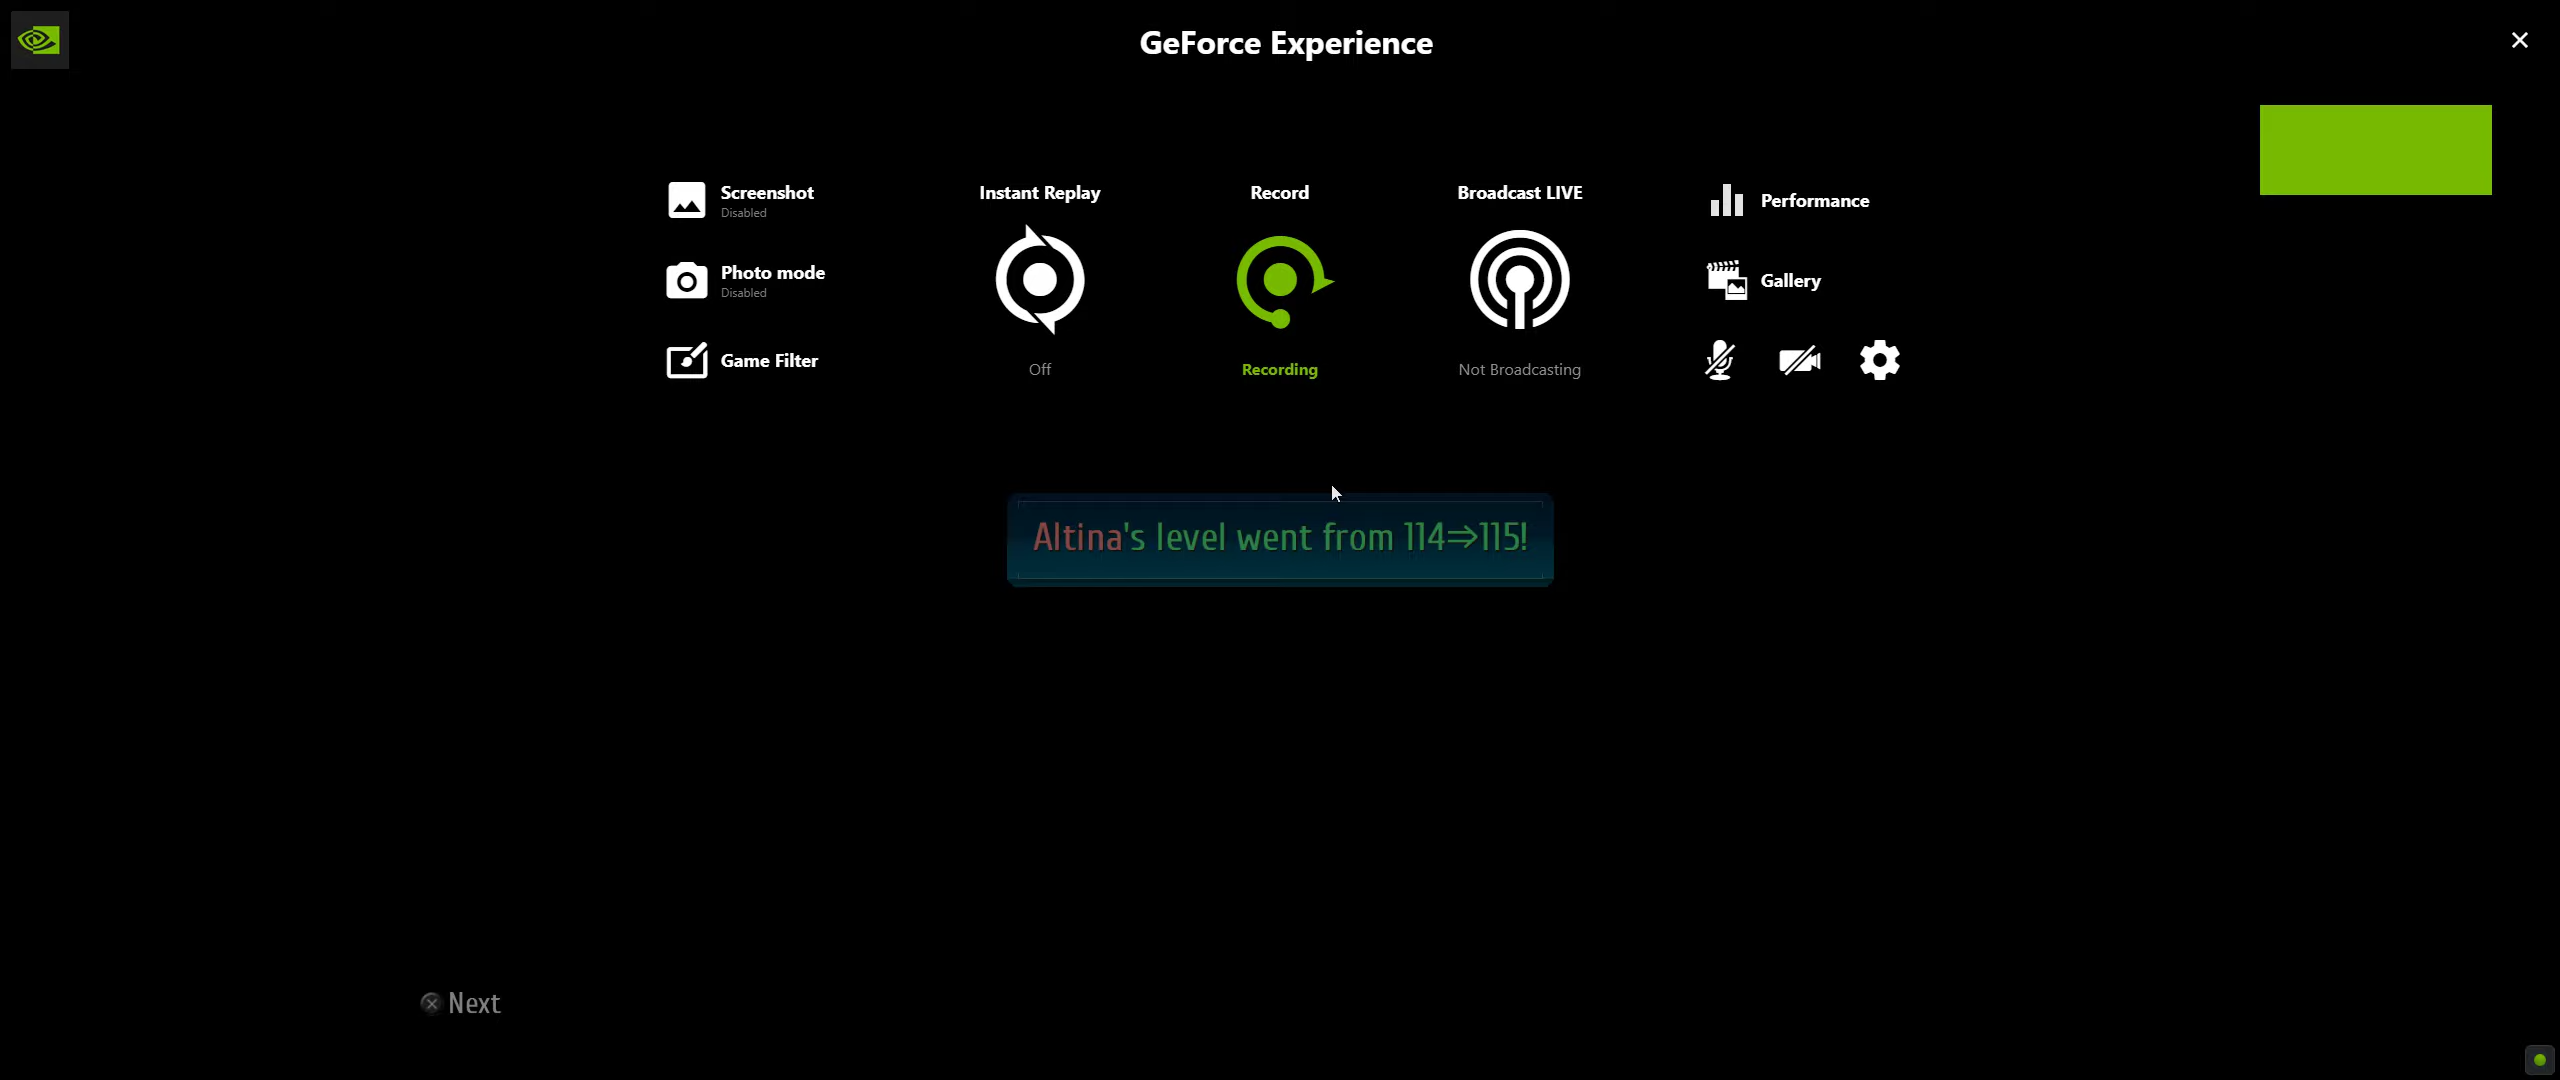 GeForce Experience
Screenshot
Disabled
Photo mode
Disabled
Game Filter
Instant Replay
Off
Record
Recording
Broadcast LIVE
Not Broadcasting
Performance
Gallery
Altina's level went from 114⇒115!
Next